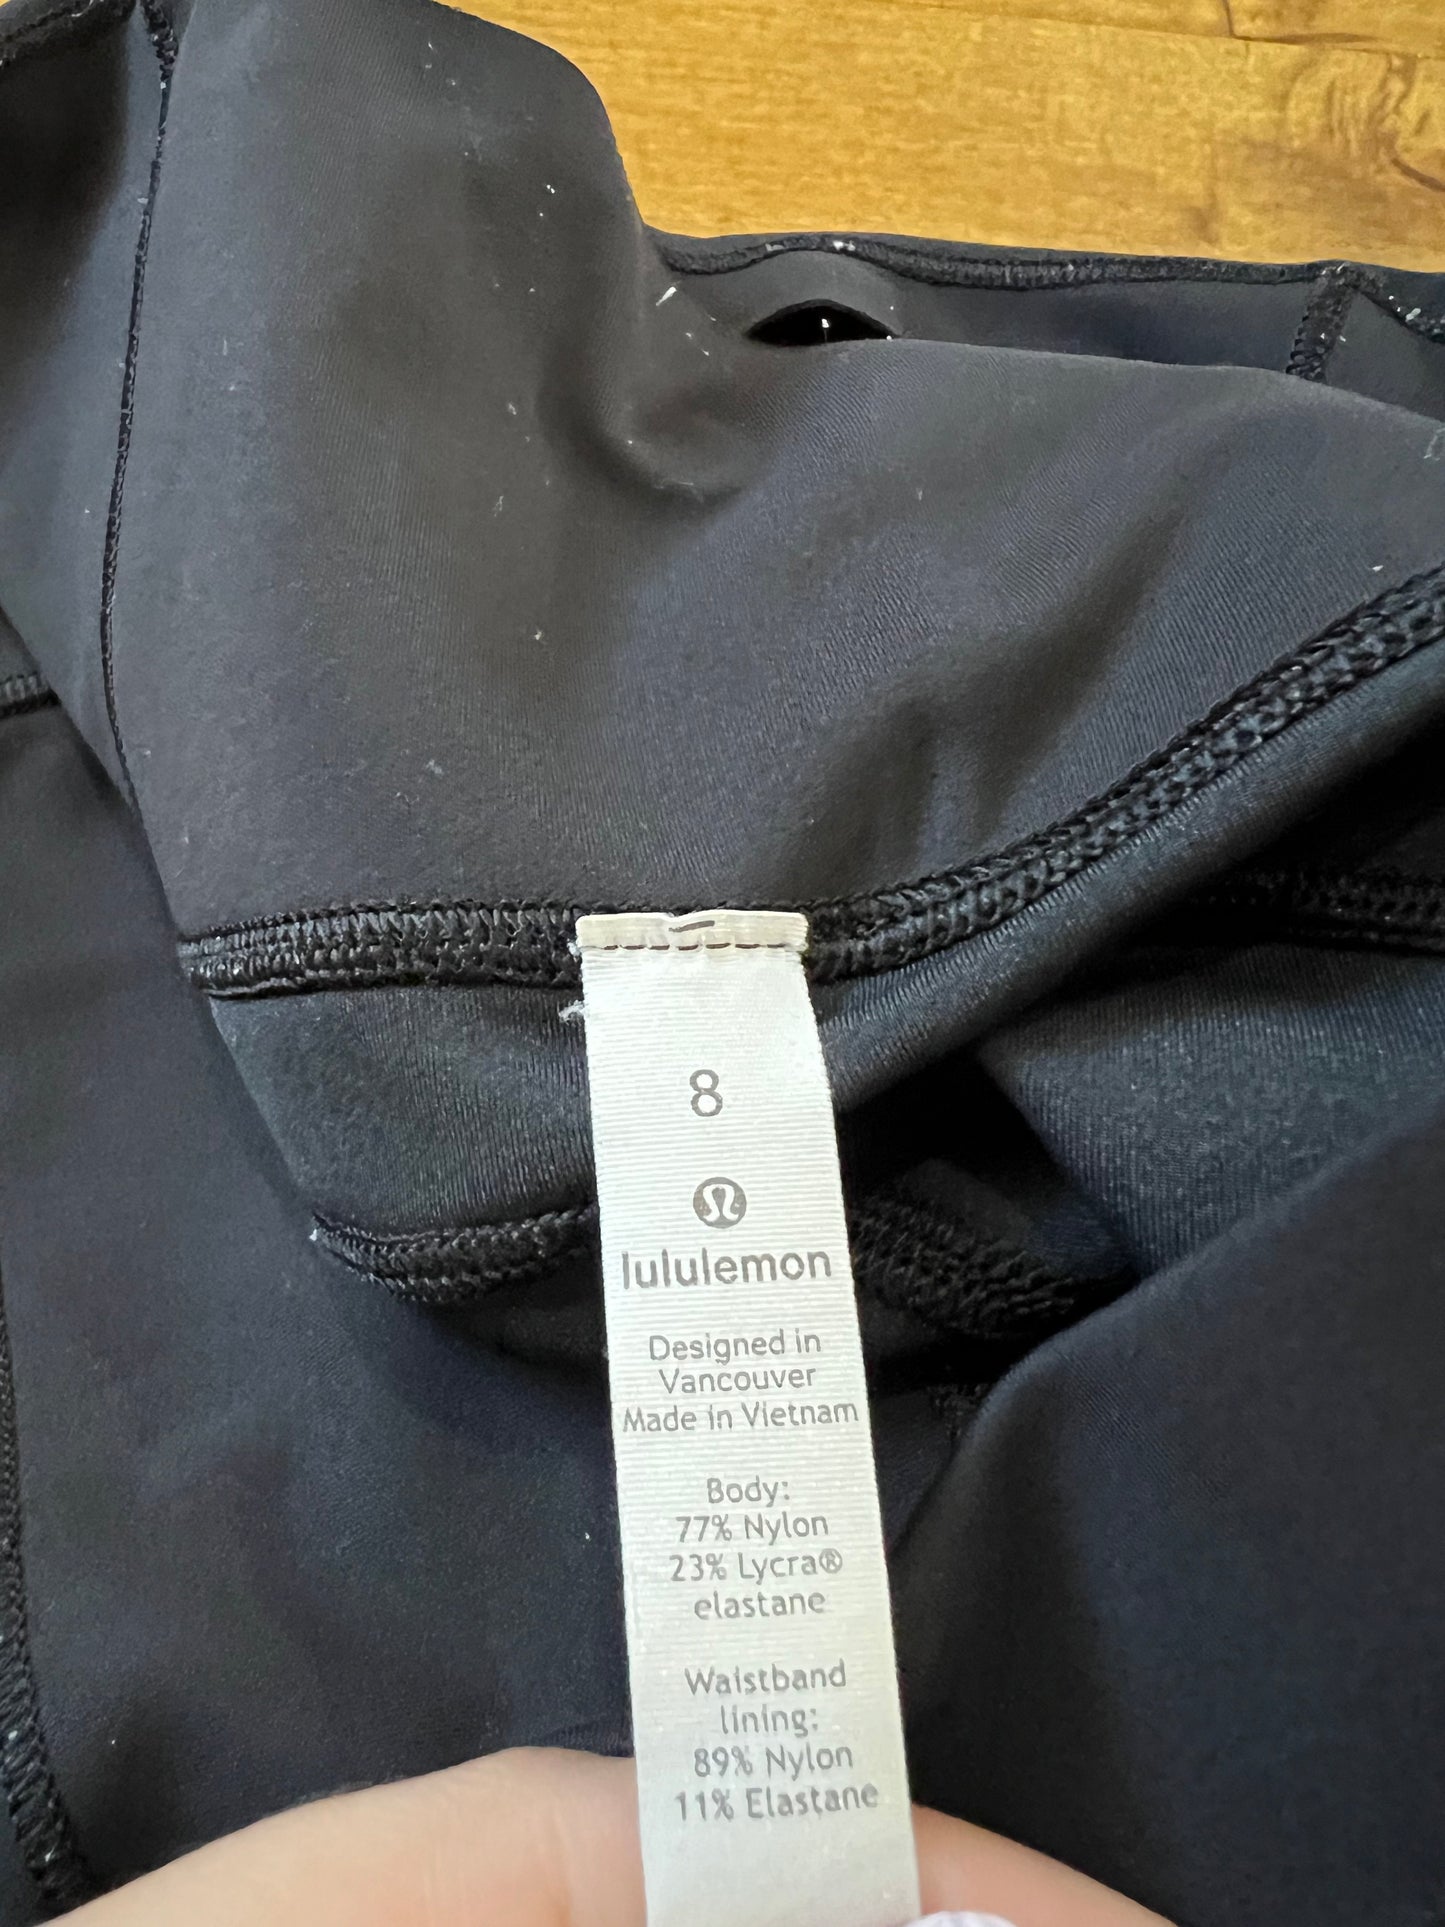 8
lululemon
Designed in
Vancouver
Made in Vietnam
Body:
77% Nylon
23% Lycra®
elastane
Waistband
lining:
89% Nylon
11% Elastane